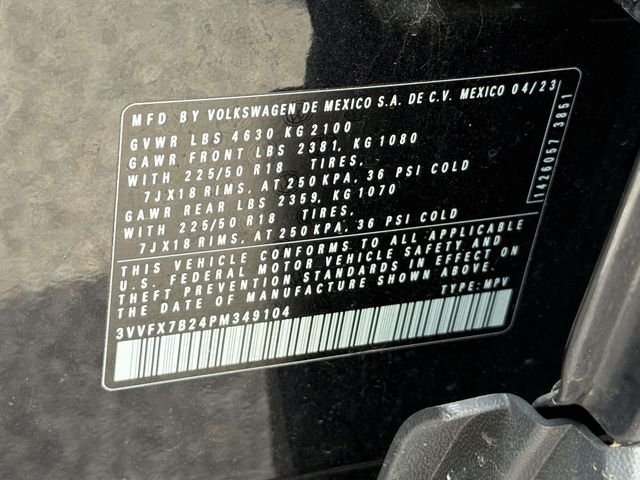 MFD BY VOLKSWAGEN DE MEXICO S.A. DE C.V. MEXICO 04/23
GVWR LBS 4630 KG 2100
GAWR FRONT LBS 2381, KG 1080
WITH 225/50 R18 TIRES,
7JX18 RIMS, AT 250 KPA, 36 PSI COLD
GAWR REAR LBS 2359, KG 1070
WITH 225/50 R18 TIRES,
7JX18 RIMS, AT 250 KPA, 36 PSI COLD
THIS VEHICLE CONFORMS TO ALL APPLICABLE
U.S. FEDERAL MOTOR VEHICLE SAFETY AND
THEFT PREVENTION STANDARDS IN EFFECT ON
THE DATE OF MANUFACTURE SHOWN ABOVE.
TYPE: MPV
3VVFX7B24PM349104
1426057 3851